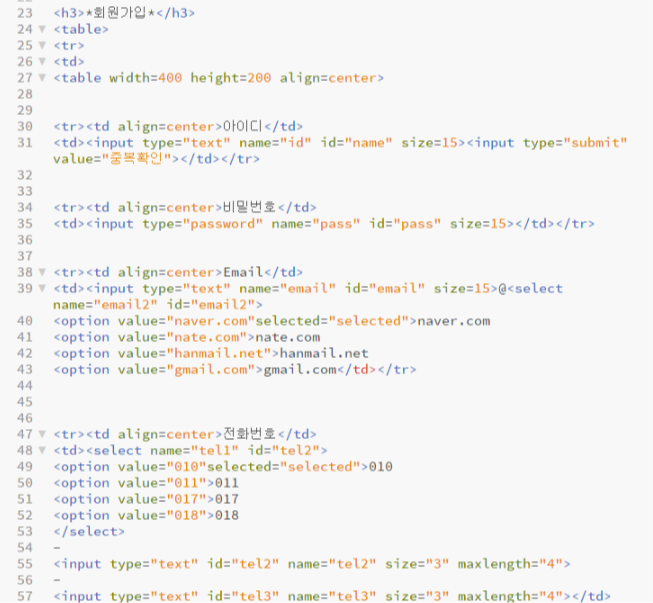 23 <h3>*회원가입*</h3>
24 <table>
25 <tr>
26 <td>
27 <table width=400 height=200 align=center>
28
29
30 <tr><td align=center>아이디</td>
31 <td><input type="text" name="id" id="name" size=15><input type="submit"
value="중복확인"></td></tr>
32
33
34 <tr><td align=center>비밀번호</td>
35 <td><input type="password" name="pass" id="pass" size=15></td></tr>
36
37
38 <tr><td align=center>Email</td>
39 <td><input type="text" name="email" id="email" size=15>@<select
name="email2" id="email2">
40 <option value="naver.com"selected="selected">naver.com
41 <option value="nate.com">nate.com
42 <option value="hanmail.net">hanmail.net
43 <option value="gmail.com">gmail.com</td></tr>
44
45
46
47 <tr><td align=center>전화번호</td>
48 <td><select name="tel1" id="tel2">
49 <option value="010"selected="selected">010
50 <option value="011">011
51 <option value="017">017
52 <option value="018">018
53 </select>
54 -
55 <input type="text" id="tel2" name="tel2" size="3" maxlength="4">
56 -
57 <input type="text" id="tel3" name="tel3" size="3" maxlength="4"></td>